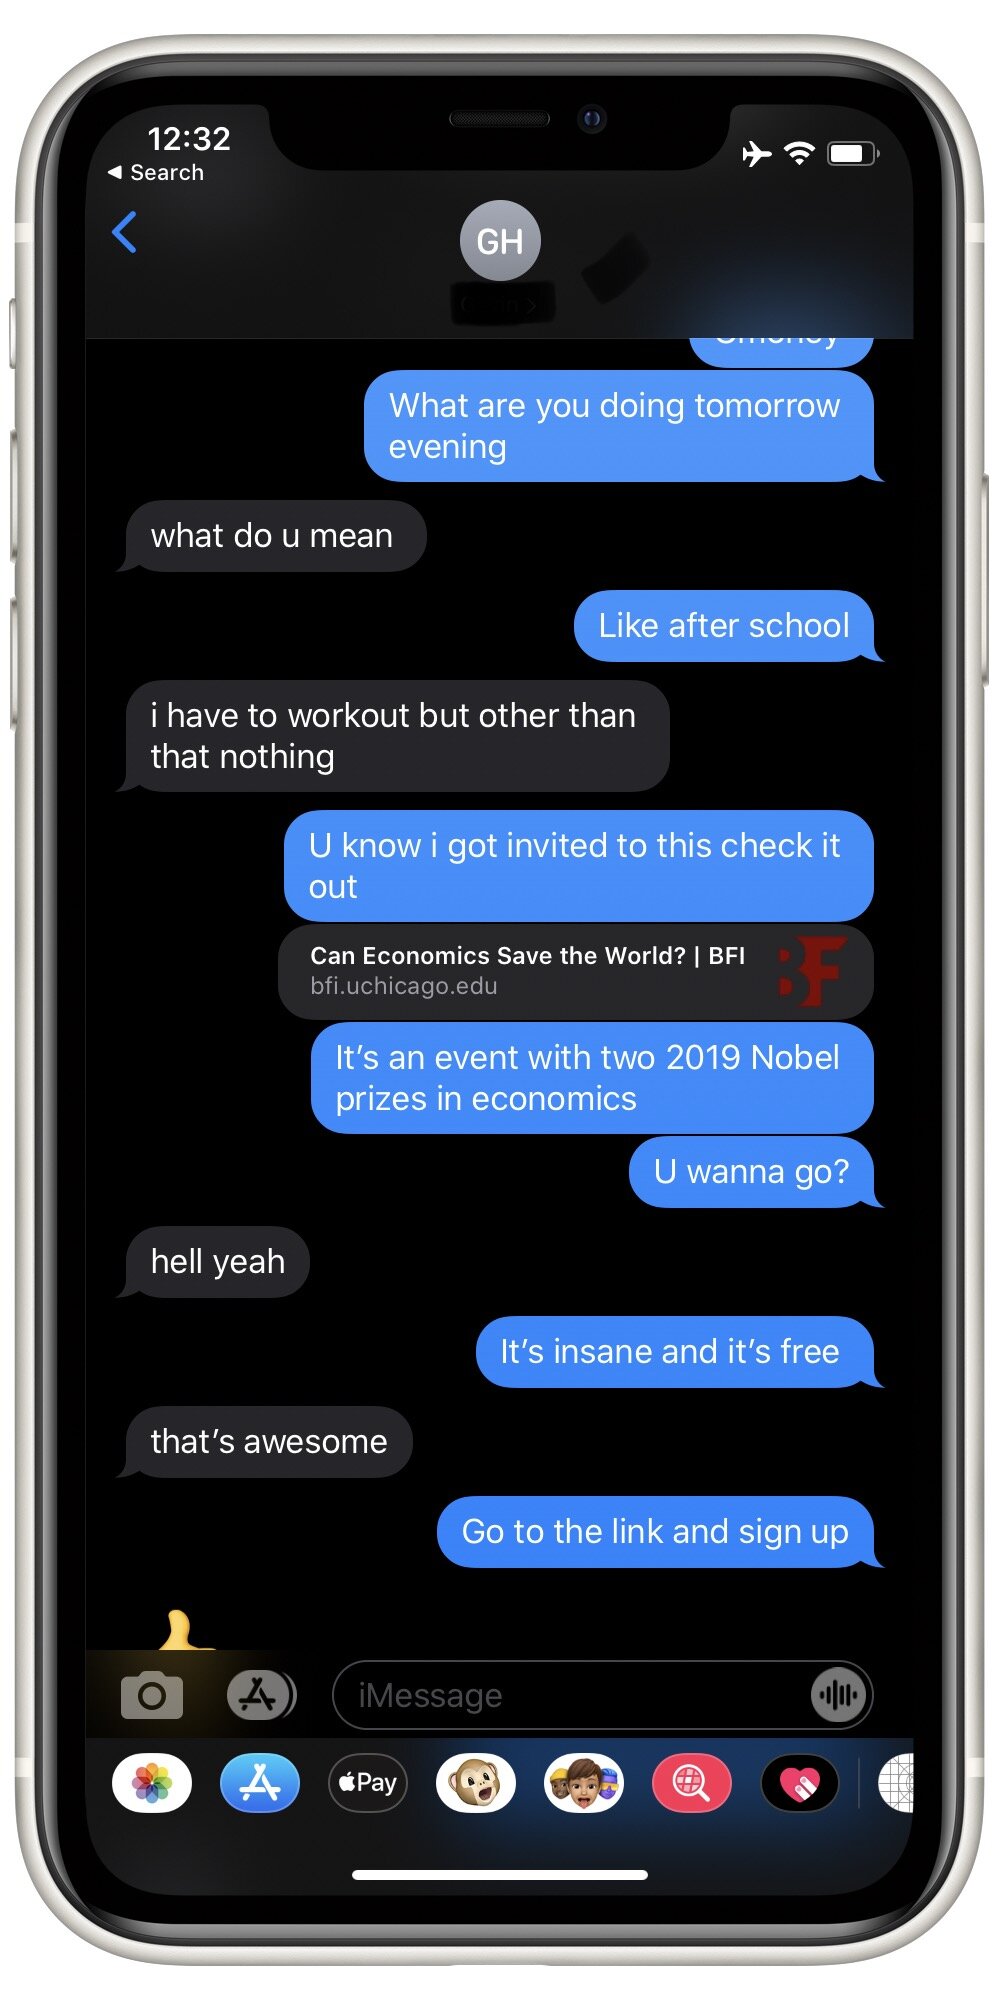 12:32
Search
GH
What are you doing tomorrow
evening
what do u mean
Like after school
i have to workout but other than
that nothing
U know i got invited to this check it
out
Can Economics Save the World? | BFI
bfi.uchicago.edu
BF
It's an event with two 2019 Nobel
prizes in economics
U wanna go?
hell yeah
It's insane and it's free
that's awesome
Go to the link and sign up
iMessage
Pay